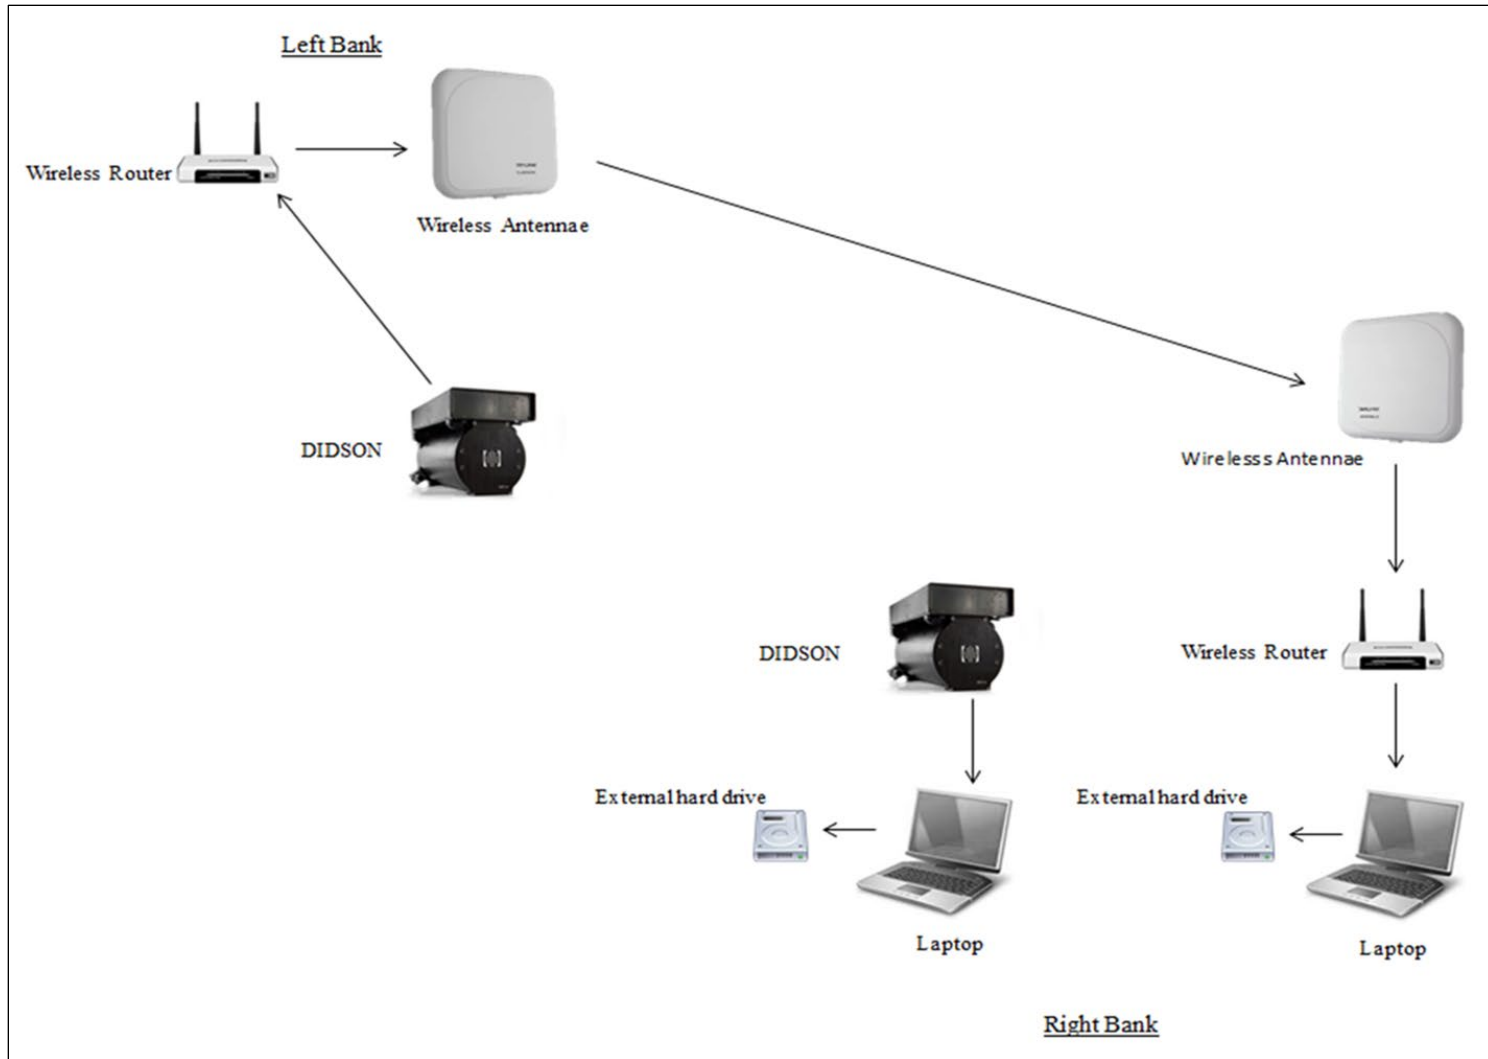 Left Bank
Wireless Router
Wireless Antennae
DIDSON
Wirelesss Antennae
DIDSON
Wireless Router
External hard drive
External hard drive
Laptop
Laptop
Right Bank